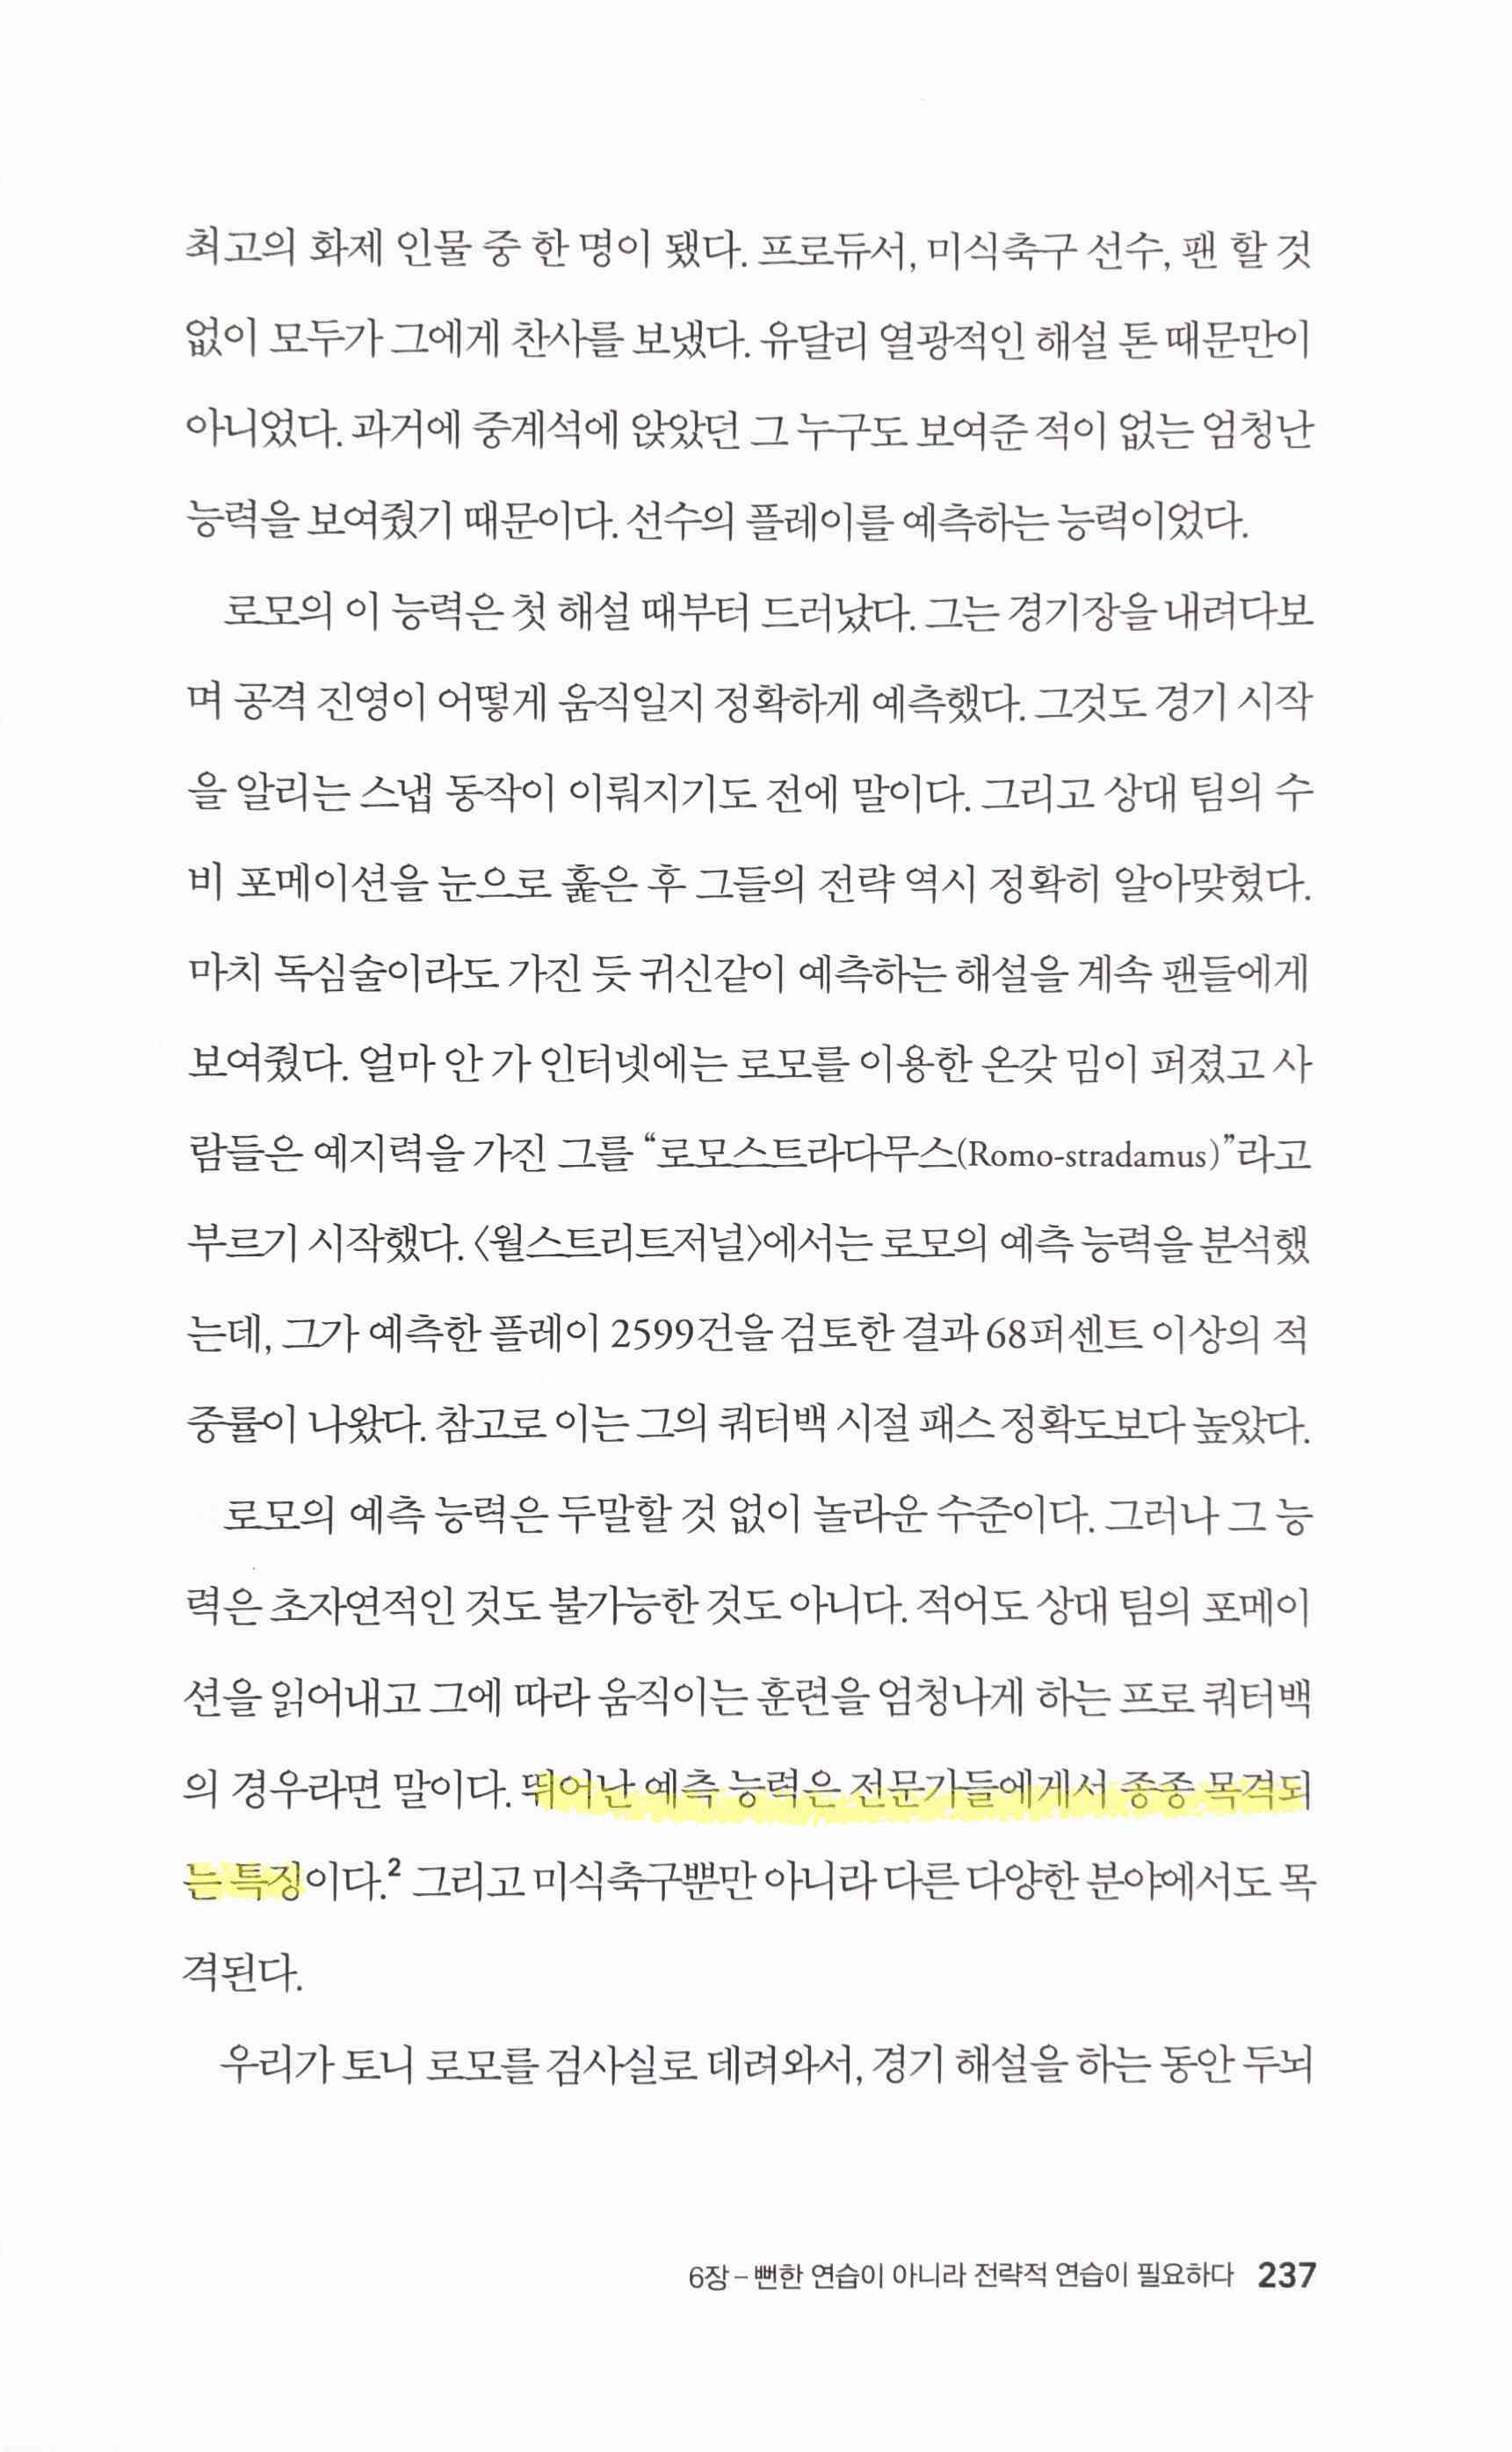 최고의 화제 인물 중 한 명이 됐다. 프로듀서, 미식축구 선수, 팬 할 것
없이 모두가 그에게 찬사를 보냈다. 유달리 열광적인 해설 톤 때문만이
아니었다. 과거에 중계석에 앉았던 그 누구도 보여준 적이 없는 엄청난
능력을 보여줬기 때문이다. 선수의 플레이를 예측하는 능력이었다.
로모의 이 능력은 첫 해설 때부터 드러났다. 그는 경기장을 내려다보
며 공격 진영이 어떻게 움직일지 정확하게 예측했다. 그것도 경기 시작
을 알리는 스냅 동작이 이뤄지기도 전에 말이다. 그리고 상대 팀의 수
비 포메이션을 눈으로 훑은 후 그들의 전략 역시 정확히 알아맞혔다.
마치 독심술이라도 가진 듯 귀신같이 예측하는 해설을 계속 팬들에게
보여줬다. 얼마 안 가 인터넷에는 로모를 이용한 온갖 밈이 퍼졌고 사
람들은 예지력을 가진 그를 “로모스트라다무스(Romo-stradamus)”라고
부르기 시작했다. 〈월스트리트저널〉에서는 로모의 예측 능력을 분석했
는데, 그가 예측한 플레이 2599건을 검토한 결과 68퍼센트 이상의 적
중률이 나왔다. 참고로 이는 그의 쿼터백 시절 패스 정확도보다 높았다.
로모의 예측 능력은 두말할 것 없이 놀라운 수준이다. 그러나 그 능
력은 초자연적인 것도 불가능한 것도 아니다. 적어도 상대 팀의 포메이
션을 읽어내고 그에 따라 움직이는 훈련을 엄청나게 하는 프로 쿼터백
의 경우라면 말이다. 뛰어난 예측 능력은 전문가들에게서 종종 목격되
는 특징이다.² 그리고 미식축구뿐만 아니라 다른 다양한 분야에서도 목
격된다.
우리가 토니 로모를 검사실로 데려와서, 경기 해설을 하는 동안 두뇌
6장 – 뻔한 연습이 아니라 전략적 연습이 필요하다 237